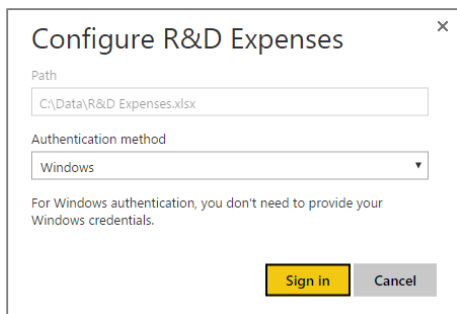 Configure R&D Expenses
Path
C:\Data\R&D Expenses.xlsx
Authentication method
Windows
For Windows authentication, you don't need to provide your
Windows credentials.
Sign in
Cancel